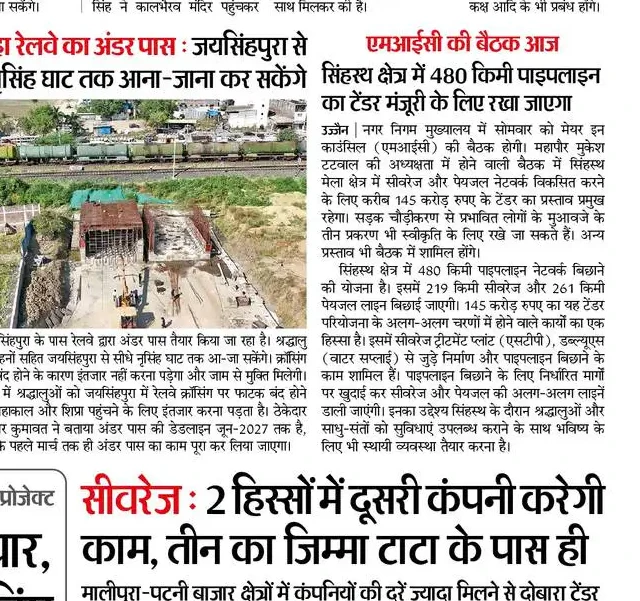 सकेंगे।
सिंह ने कालभैरव मंदिर पहुंचकर
साथ मिलकर की है।
कक्ष आदि के भी प्रबंध होंगे।
रेलवे का अंडर पास : जयसिंहपुरा से
सिंह घाट तक आना-जाना कर सकेंगे
सिंहपुरा के पास रेलवे द्वारा अंडर पास तैयार किया जा रहा है। श्रद्धालु
वाहनों सहित जयसिंहपुरा से सीधे नृसिंह घाट तक आ-जा सकेंगे। क्रॉसिंग
बंद होने के कारण इंतजार नहीं करना पड़ेगा और जाम से मुक्ति मिलेगी।
में श्रद्धालुओं को जयसिंहपुरा में रेलवे क्रॉसिंग पर फाटक बंद होने
महाकाल और शिप्रा पहुंचने के लिए इंतजार करना पड़ता है। ठेकेदार
कुमावत ने बताया अंडर पास की डेडलाइन जून-2027 तक है,
के पहले मार्च तक ही अंडर पास का काम पूरा कर लिया जाएगा।
एमआईसी की बैठक आज
सिंहस्थ क्षेत्र में 480 किमी पाइपलाइन
का टेंडर मंजूरी के लिए रखा जाएगा
उज्जैन | नगर निगम मुख्यालय में सोमवार को मेयर इन
काउंसिल (एमआईसी) की बैठक होगी। महापौर मुकेश
टटवाल की अध्यक्षता में होने वाली बैठक में सिंहस्थ
मेला क्षेत्र में सीवरेज और पेयजल नेटवर्क विकसित करने
के लिए करीब 145 करोड़ रुपए के टेंडर का प्रस्ताव प्रमुख
रहेगा। सड़क चौड़ीकरण से प्रभावित लोगों के मुआवजे के
तीन प्रकरण भी स्वीकृति के लिए रखे जा सकते हैं। अन्य
प्रस्ताव भी बैठक में शामिल होंगे।
सिंहस्थ क्षेत्र में 480 किमी पाइपलाइन नेटवर्क बिछाने
की योजना है। इसमें 219 किमी सीवरेज और 261 किमी
पेयजल लाइन बिछाई जाएगी। 145 करोड़ रुपए का यह टेंडर
परियोजना के अलग-अलग चरणों में होने वाले कार्यों का एक
हिस्सा है। इसमें सीवरेज ट्रीटमेंट प्लांट (एसटीपी), डब्ल्यूएस
(वाटर सप्लाई) से जुड़े निर्माण और पाइपलाइन बिछाने के
काम शामिल हैं। पाइपलाइन बिछाने के लिए निर्धारित मार्गों
पर खुदाई कर सीवरेज और पेयजल की अलग-अलग लाइनें
डाली जाएंगी। इनका उद्देश्य सिंहस्थ के दौरान श्रद्धालुओं और
साधु-संतों को सुविधाएं उपलब्ध कराने के साथ भविष्य के
लिए भी स्थायी व्यवस्था तैयार करना है।
प्रोजेक्ट
सीवरेज : 2 हिस्सों में दूसरी कंपनी करेगी
काम, तीन का जिम्मा टाटा के पास ही
मालीपुरा-पटनी बाजार क्षेत्रों में कंपनियों की दरें ज्यादा मिलने से दोबारा टेंडर